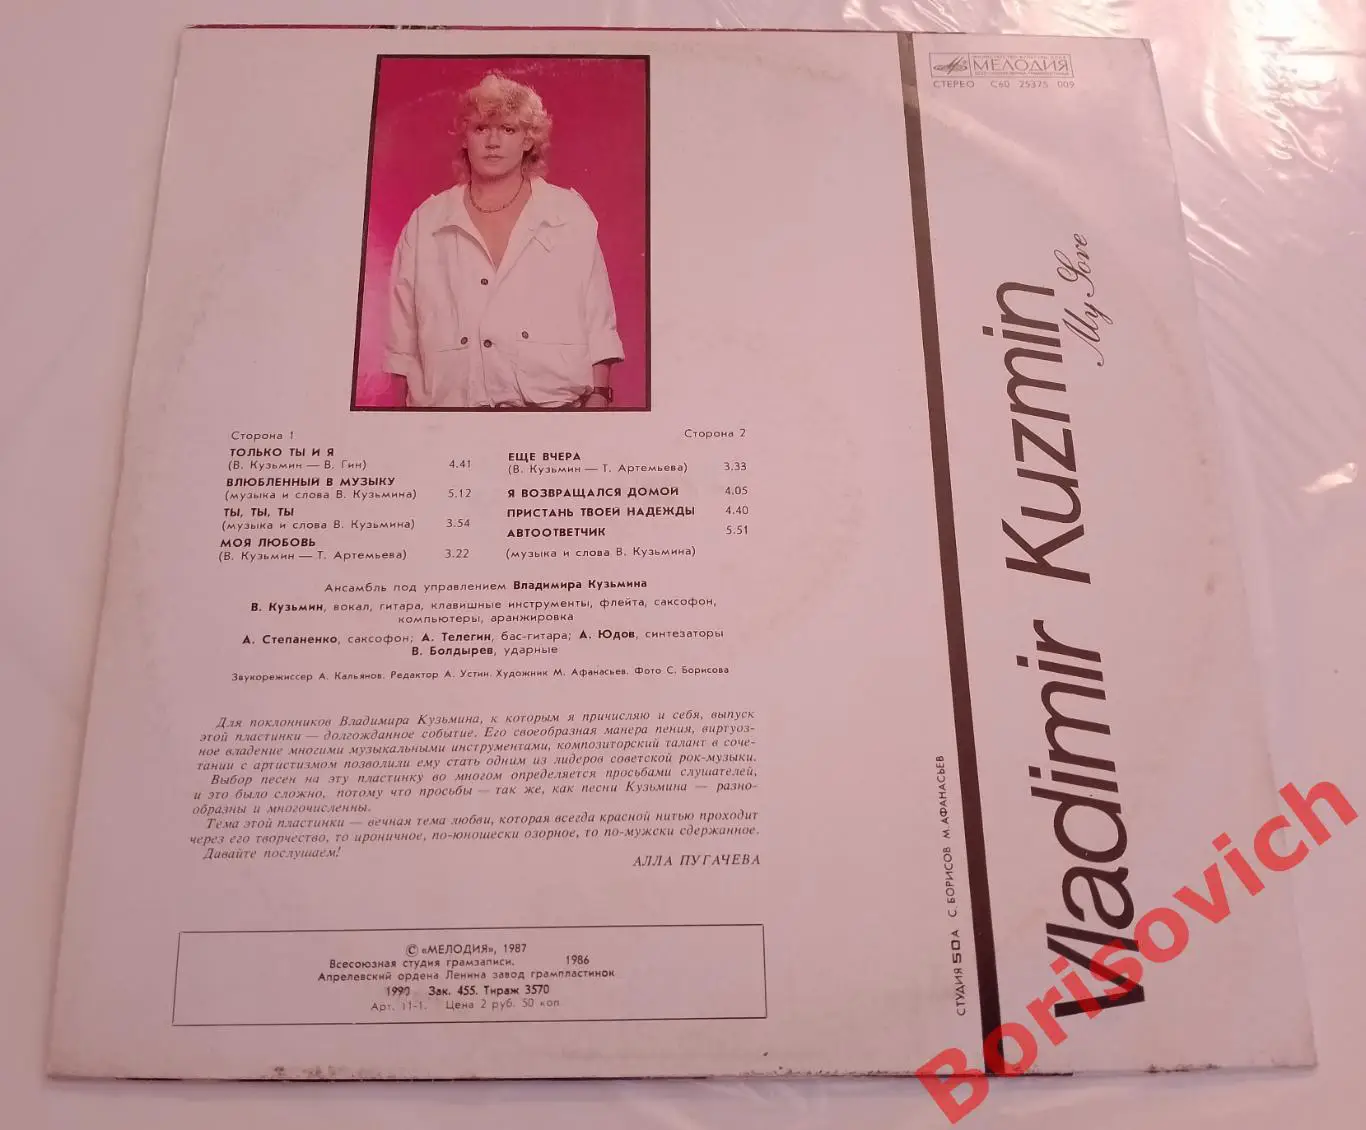 МЕЛОДИЯ
СТЕРЕО С60 25375 009
Сторона 1
ТОЛЬКО ТЫ И Я
(В. Кузьмин — В. Гин) 4.41
ВЛЮБЛЕННЫЙ В МУЗЫКУ
(музыка и слова В. Кузьмина) 5.12
ТЫ, ТЫ, ТЫ
(музыка и слова В. Кузьмина) 3.54
МОЯ ЛЮБОВЬ
(В. Кузьмин — Т. Артемьева) 3.22
Сторона 2
ЕЩЕ ВЧЕРА
(В. Кузьмин — Т. Артемьева) 3.33
Я ВОЗВРАЩАЛСЯ ДОМОЙ 4.05
ПРИСТАНЬ ТВОЕЙ НАДЕЖДЫ 4.40
АВТООТВЕТЧИК 5.51
(музыка и слова В. Кузьмина)
Ансамбль под управлением Владимира Кузьмина
В. Кузьмин, вокал, гитара, клавишные инструменты, флейта, саксофон,
компьютеры, аранжировка
А. Степаненко, саксофон; А. Телегин, бас-гитара; А. Юдов, синтезаторы
В. Болдырев, ударные
Звукорежиссер А. Кальянов. Редактор А. Устин. Художник М. Афанасьев. Фото С. Борисова
Для поклонников Владимира Кузьмина, к которым я причисляю и себя, выпуск
этой пластинки — долгожданное событие. Его своеобразная манера пения, виртуоз-
ное владение многими музыкальными инструментами, композиторский талант в соче-
тании с артистизмом позволили ему стать одним из лидеров советской рок-музыки.
Выбор песен на эту пластинку во многом определяется просьбами слушателей,
и это было сложно, потому что просьбы — так же, как песни Кузьмина — разно-
образны и многочисленны.
Тема этой пластинки — вечная тема любви, которая всегда красной нитью проходит
через его творчество, то ироничное, по-юношески озорное, то по-мужски сдержанное.
Давайте послушаем!
АЛЛА ПУГАЧЕВА
© «МЕЛОДИЯ», 1987
Всесоюзная студия грамзаписи. 1986
Апрелевский ордена Ленина завод грампластинок
1990 Зак. 455. Тираж 3570
Арт. 11-1. Цена 2 руб. 50 коп.
СТУДИЯ 50А С. БОРИСОВ М. АФАНАСЬЕВ
Vladimir Kuzmin
My Love
Borisovich